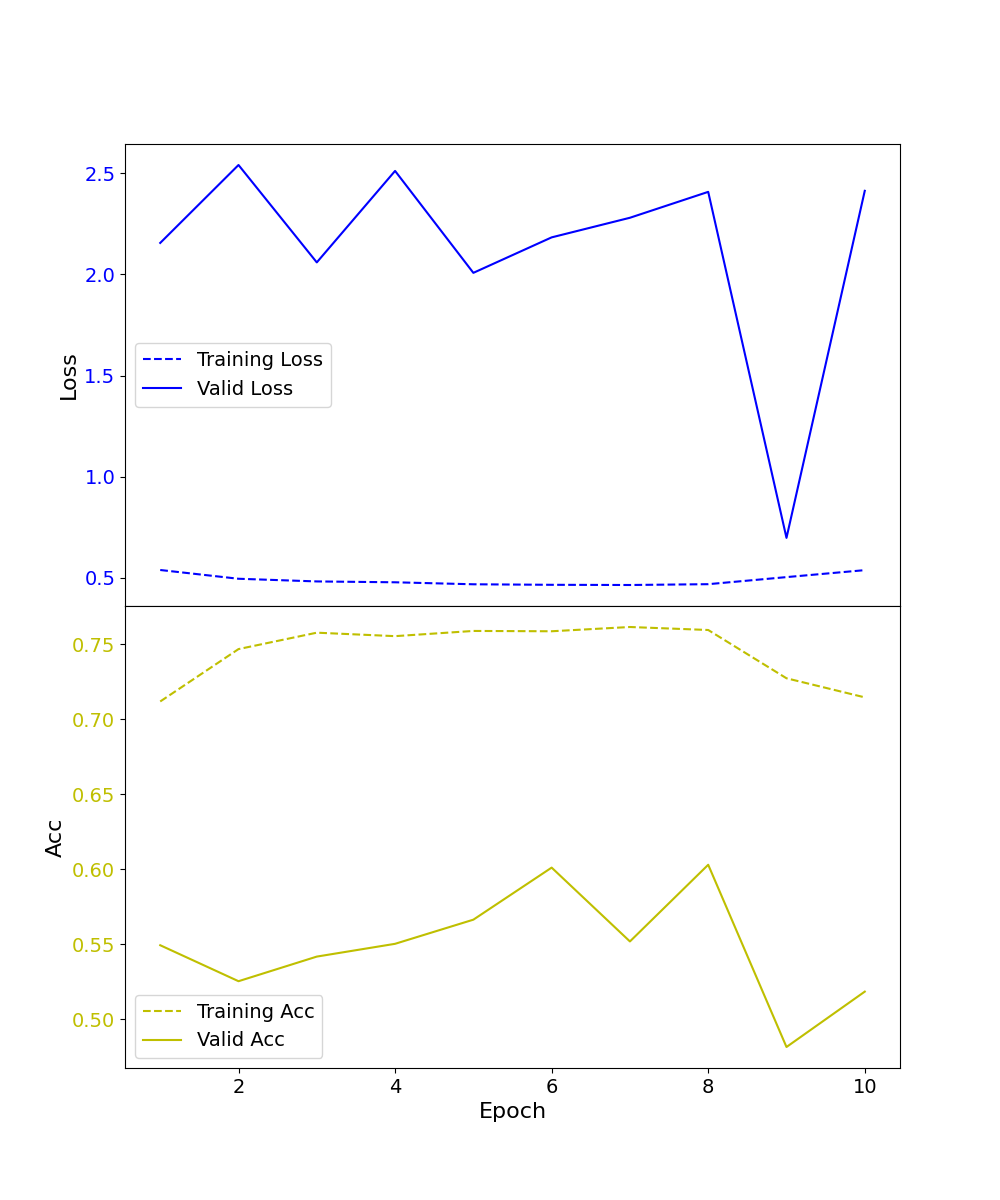 2.5
2.0
1.5
1.0
0.5
Loss
Training Loss
Valid Loss
0.75
0.70
0.65
0.60
0.55
0.50
Acc
Training Acc
Valid Acc
2 4 6 8 10
Epoch